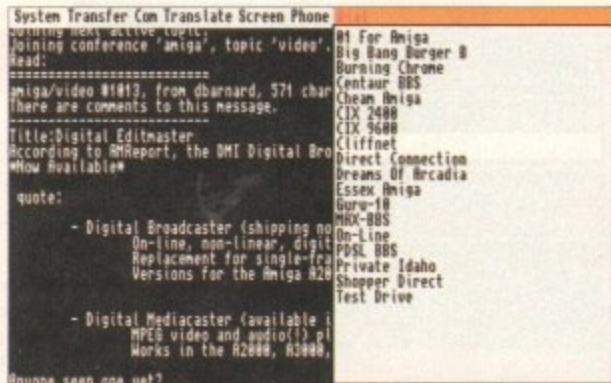 System Transfer Com Translate Screen Phone Dial
Joining next active topic.
Joining conference 'amiga', topic 'video'.
Read:
==========================
amiga/video #1013, from dbarnard, 571 char
There are comments to this message.
--------------------------
Title:Digital Editmaster
According to AMReport, the DMI Digital Bro
*Now Available*
quote:
- Digital Broadcaster (shipping no
On-line, non-linear, digit
Replacement for single-fra
Versions for the Amiga A20
- Digital Mediacaster (available i
MPEG video and audio(!) pl
Works in the A2000, A3000,
Anyone seen one yet?
01 For Amiga
Big Bang Burger B
Burning Chrome
Centaur BBS
Cheam Amiga
CIX 2400
CIX 9600
Cliffnet
Direct Connection
Dreams Of Arcadia
Essex Amiga
Guru-10
MAX-BBS
On-Line
PDSL BBS
Private Idaho
Shopper Direct
Test Drive